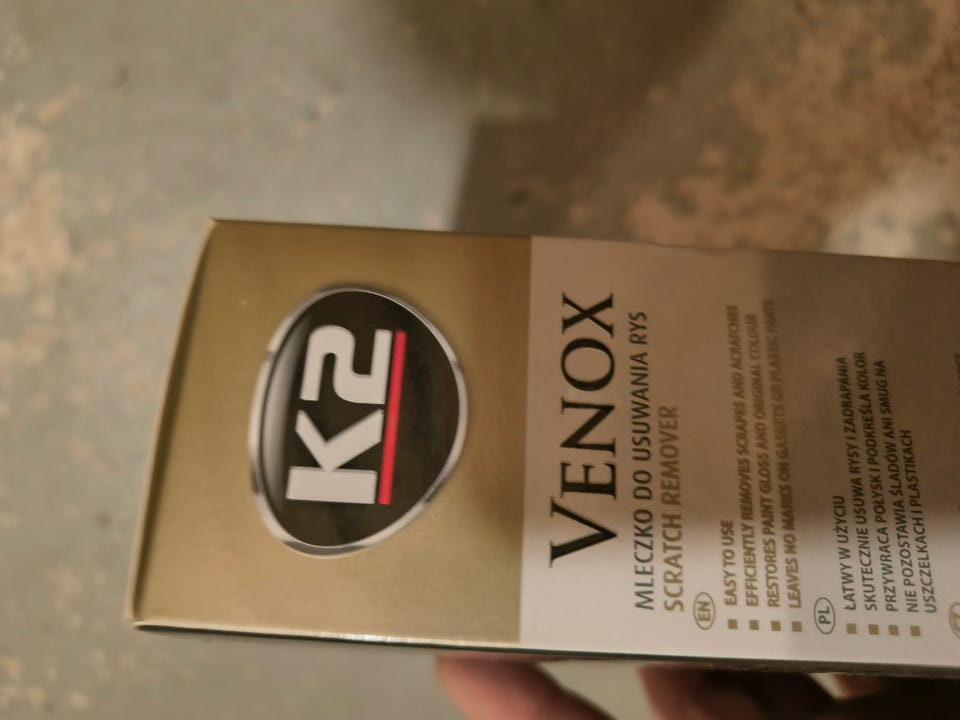 K2
VENOX
MLECZKO DO USUWANIA RYS
SCRATCH REMOVER
EN
EASY TO USE
EFFICIENTLY REMOVES SCRAPES AND ACRATCHES
RESTORES PAINT GLOSS AND ORIGINAL COLOUR
LEAVES NO MARKS ON GASKETS OR PLASTIC PARTS
PL
ŁATWY W UŻYCIU
SKUTECZNIE USUWA RYSY I ZADRAPANIA
PRZYWRACA POŁYSK I PODKREŚLA KOLOR
NIE POZOSTAWIA ŚLADÓW ANI SMUG NA
USZCZELKACH I PLASTIKACH